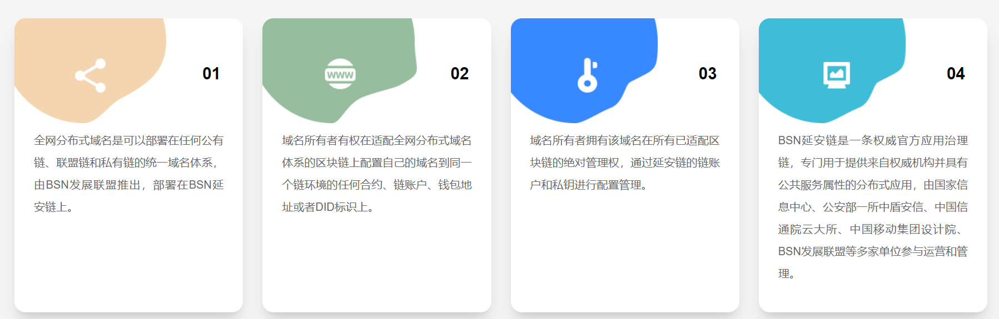 01
全网分布式域名是可以部署在任何公有
链、联盟链和私有链的统一域名体系，
由BSN发展联盟推出，部署在BSN延
安链上。
WWW
02
域名所有者有权在适配全网分布式域名
体系的区块链上配置自己的域名到同一
个链环境的任何合约、链账户、钱包地
址或者DID标识上。
03
域名所有者拥有该域名在所有已适配区
块链的绝对管理权，通过延安链的链账
户和私钥进行配置管理。
04
BSN延安链是一条权威官方应用治理
链，专门用于提供来自权威机构并具有
公共服务属性的分布式应用，由国家信
息中心、公安部一所中盾安信、中国信
通院云大所、中国移动集团设计院、
BSN发展联盟等多家单位参与运营和管
理。